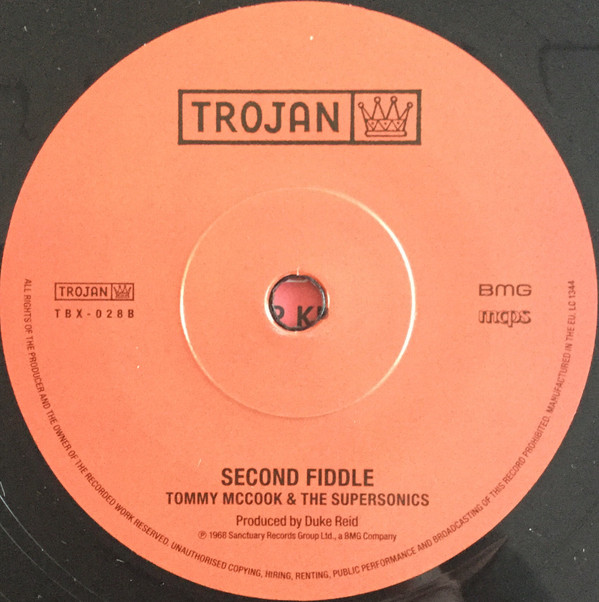 TROJAN
TROJAN
TBX-028B
BMG
mcps
SECOND FIDDLE
TOMMY MCCOOK & THE SUPERSONICS
Produced by Duke Reid
℗ 1968 Sanctuary Records Group Ltd., a BMG Company
ALL RIGHTS OF THE PRODUCER AND THE OWNER OF THE RECORDED WORK RESERVED. UNAUTHORISED COPYING, HIRING, RENTING, PUBLIC PERFORMANCE AND BROADCASTING OF THIS RECORD PROHIBITED. MANUFACTURED IN THE EU. LC 1344